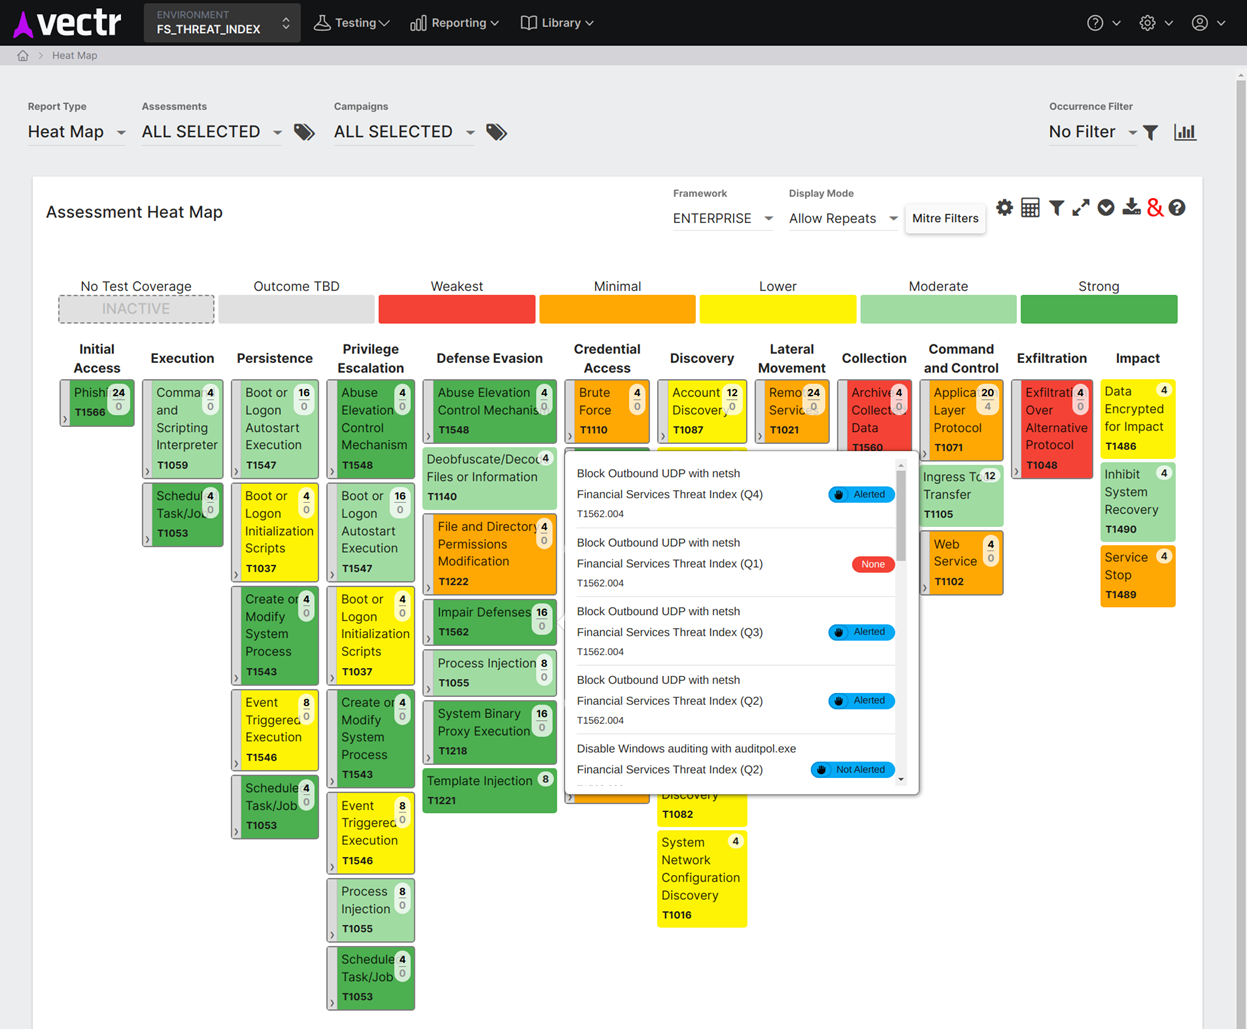 vectr
ENVIRONMENT
FS_THREAT_INDEX
Testing
Reporting
Library
Heat Map
Report Type
Assessments
Campaigns
Occurrence Filter
Heat Map
ALL SELECTED
ALL SELECTED
No Filter
Assessment Heat Map
Framework
ENTERPRISE
Display Mode
Allow Repeats
Mitre Filters
&
No Test Coverage
Outcome TBD
Weakest
Minimal
Lower
Moderate
Strong
INACTIVE
Initial
Access
Phishi 24
0
T1566
Execution
Comma 4
and 0
Scripting
Interpreter
T1059
Schedul 4
Task/Jo 0
T1053
Persistence
Boot or 16
Logon 0
Autostart
Execution
T1547
Boot or 4
Logon 0
Initialization
Scripts
T1037
Create or 4
Modify 0
System
Process
T1543
Event 8
Triggered 0
Execution
T1546
Schedule 4
Task/Job 0
T1053
Privilege
Escalation
Abuse 4
Elevation 0
Control
Mechanism
T1548
Boot or 16
Logon 0
Autostart
Execution
T1547
Boot or 4
Logon 0
Initialization
Scripts
T1037
Create or 4
Modify 0
System
Process
T1543
Event 8
Triggered 0
Execution
T1546
Process 8
Injection 0
T1055
Schedule 4
Task/Job 0
T1053
Defense Evasion
Abuse Elevation 4
Control Mechanis 0
T1548
Deobfuscate/Deco 4
Files or Information
T1140
File and Directory 4
Permissions 0
Modification
T1222
Impair Defenses 16
0
T1562
Process Injection 8
0
T1055
System Binary 16
Proxy Execution 0
T1218
Template Injection 8
T1221
Credential
Access
Brute 4
Force 0
T1110
Discovery
Account 12
Discovery 0
T1087
Discovery
T1082
System 4
Network
Configuration
Discovery
T1016
Lateral
Movement
Remo 24
Servic 0
T1021
Collection
Archive 4
Collect 0
Data
T1560
Command
and Control
Applica 20
Layer 4
Protocol
T1071
Ingress To 12
Transfer
T1105
Web 4
Service 0
T1102
Exfiltration
Exfiltrati 4
Over 0
Alternative
Protocol
T1048
Impact
Data 4
Encrypted
for Impact
T1486
Inhibit 4
System
Recovery
T1490
Service 4
Stop
T1489
Block Outbound UDP with netsh
Financial Services Threat Index (Q4) Alerted
T1562.004
Block Outbound UDP with netsh
Financial Services Threat Index (Q1) None
T1562.004
Block Outbound UDP with netsh
Financial Services Threat Index (Q3) Alerted
T1562.004
Block Outbound UDP with netsh
Financial Services Threat Index (Q2) Alerted
T1562.004
Disable Windows auditing with auditpol.exe
Financial Services Threat Index (Q2) Not Alerted